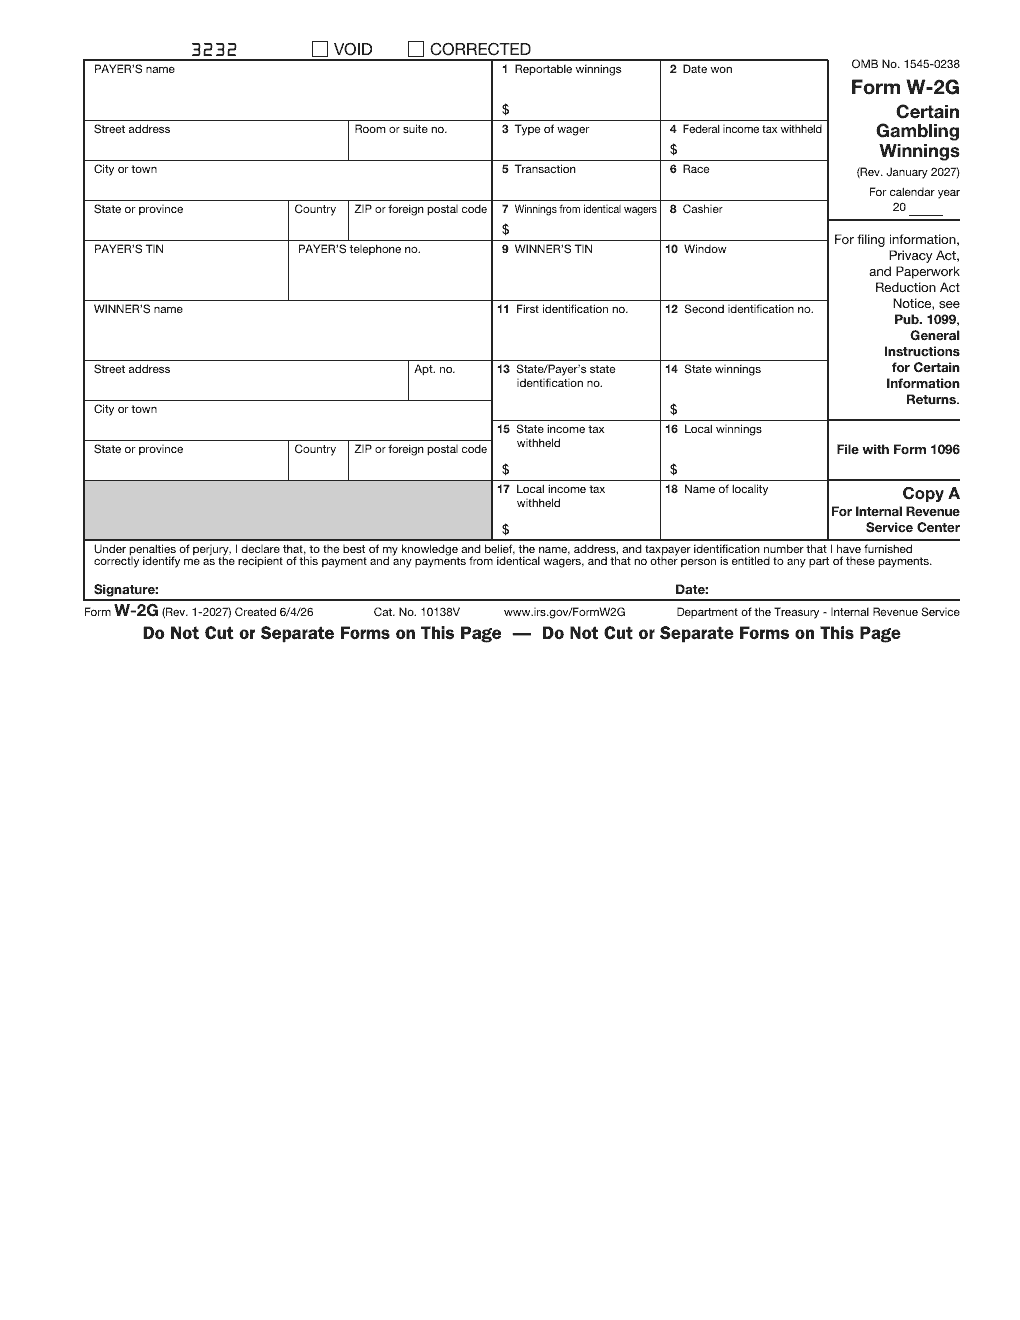 3232 VOID CORRECTED
OMB No. 1545-0238
Form W-2G
Certain
Gambling
Winnings
(Rev. January 2027)
For calendar year
20 _____
PAYER'S name
1 Reportable winnings
$
2 Date won
Street address
Room or suite no.
3 Type of wager
4 Federal income tax withheld
$
City or town
5 Transaction
6 Race
State or province
Country
ZIP or foreign postal code
7 Winnings from identical wagers
$
8 Cashier
PAYER'S TIN
PAYER'S telephone no.
9 WINNER'S TIN
10 Window
WINNER'S name
11 First identification no.
12 Second identification no.
Street address
Apt. no.
13 State/Payer's state
identification no.
14 State winnings
$
City or town
15 State income tax
withheld
$
16 Local winnings
$
State or province
Country
ZIP or foreign postal code
17 Local income tax
withheld
$
18 Name of locality
For filing information,
Privacy Act,
and Paperwork
Reduction Act
Notice, see
Pub. 1099,
General
Instructions
for Certain
Information
Returns.
File with Form 1096
Copy A
For Internal Revenue
Service Center
Under penalties of perjury, I declare that, to the best of my knowledge and belief, the name, address, and taxpayer identification number that I have furnished
correctly identify me as the recipient of this payment and any payments from identical wagers, and that no other person is entitled to any part of these payments.
Signature: Date:
Form W-2G (Rev. 1-2027) Created 6/4/26 Cat. No. 10138V www.irs.gov/FormW2G Department of the Treasury - Internal Revenue Service
Do Not Cut or Separate Forms on This Page — Do Not Cut or Separate Forms on This Page